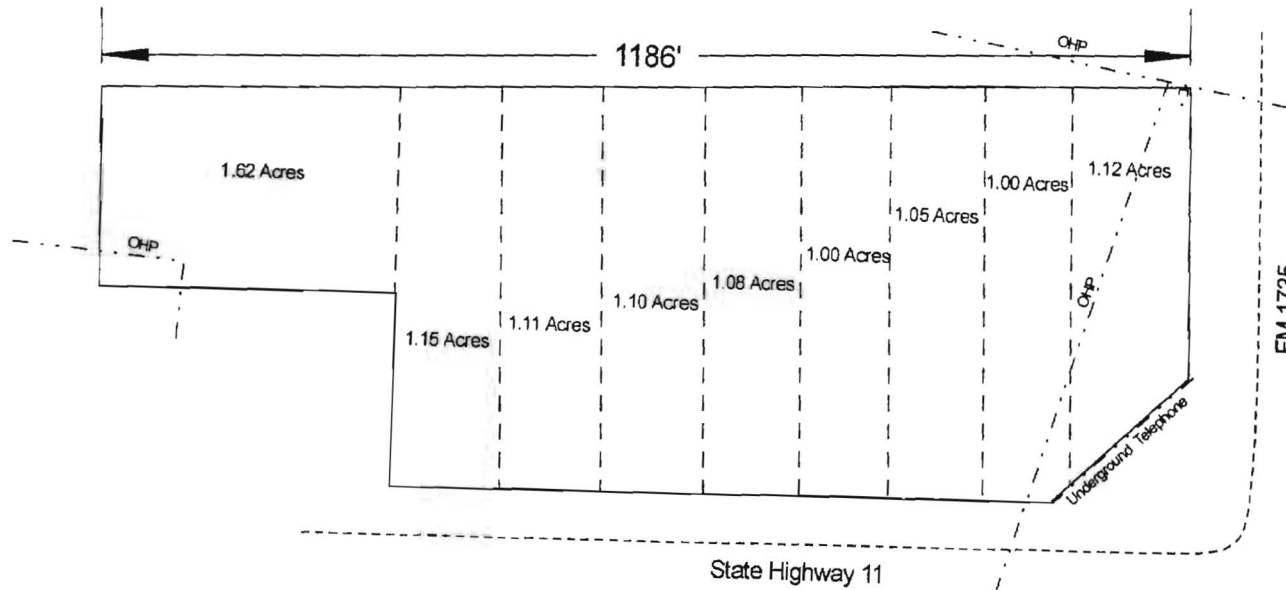 1186'
OHP
1.62 Acres
1.12 Acres
1.00 Acres
1.05 Acres
OHP
1.00 Acres
1.08 Acres
OHP
1.10 Acres
1.11 Acres
1.15 Acres
FM 1735
Underground Telephone
State Highway 11